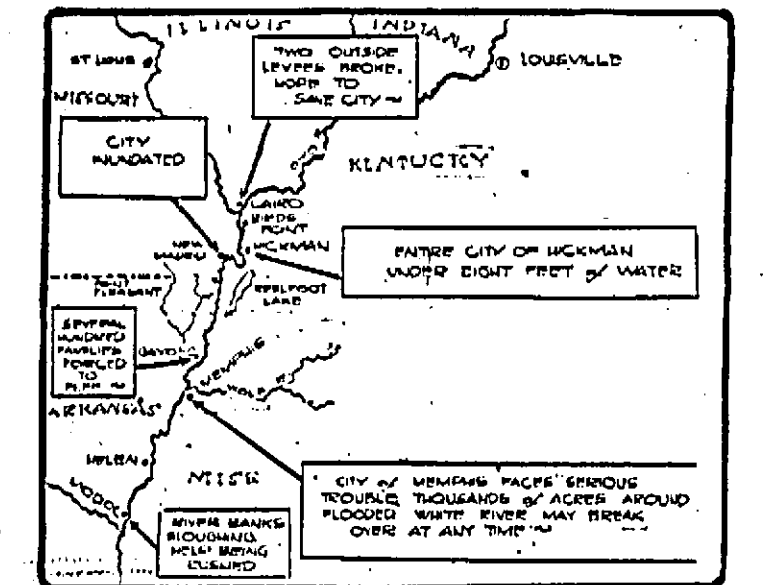 ILLINOIS
INDIANA
ST LOUIS
LOUISVILLE
MISSOURI
TWO OUTSIDE
LEVEES BROKE,
HOPE TO
SAVE CITY
CITY
INUNDATED
OHIO
KENTUCKY
CAIRO
BIRDS
POINT
HICKMAN
NEW
MADRID
ENTIRE CITY OF HICKMAN
UNDER EIGHT FEET of WATER
PLEASANT
REELFOOT
LAKE
SEVERAL
HUNDRED
FAMILIES
FORCED
TO
MEMPHIS
WOLF
ARKANSAS
HELENA
MISS
MODOC
CITY of MEMPHIS FACES SERIOUS
TROUBLE, THOUSANDS of ACRES AROUND
FLOODED WHITE RIVER MAY BREAK
OVER AT ANY TIME
RIVER BANKS
SLOUGHING,
HELP BEING
RUSHED